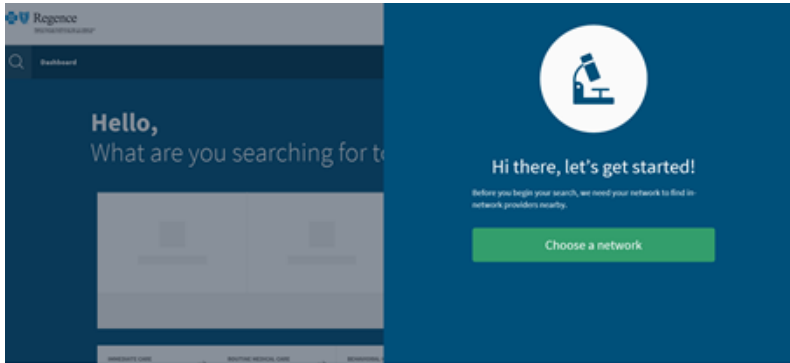 Regence
Dashboard
Hello,
What are you searching for to
Hi there, let's get started!
Before you begin your search, we need your network to find in-
network providers nearby.
Choose a network
IMMEDIATE CARE
ROUTINE MEDICAL CARE
BEHAVIORAL